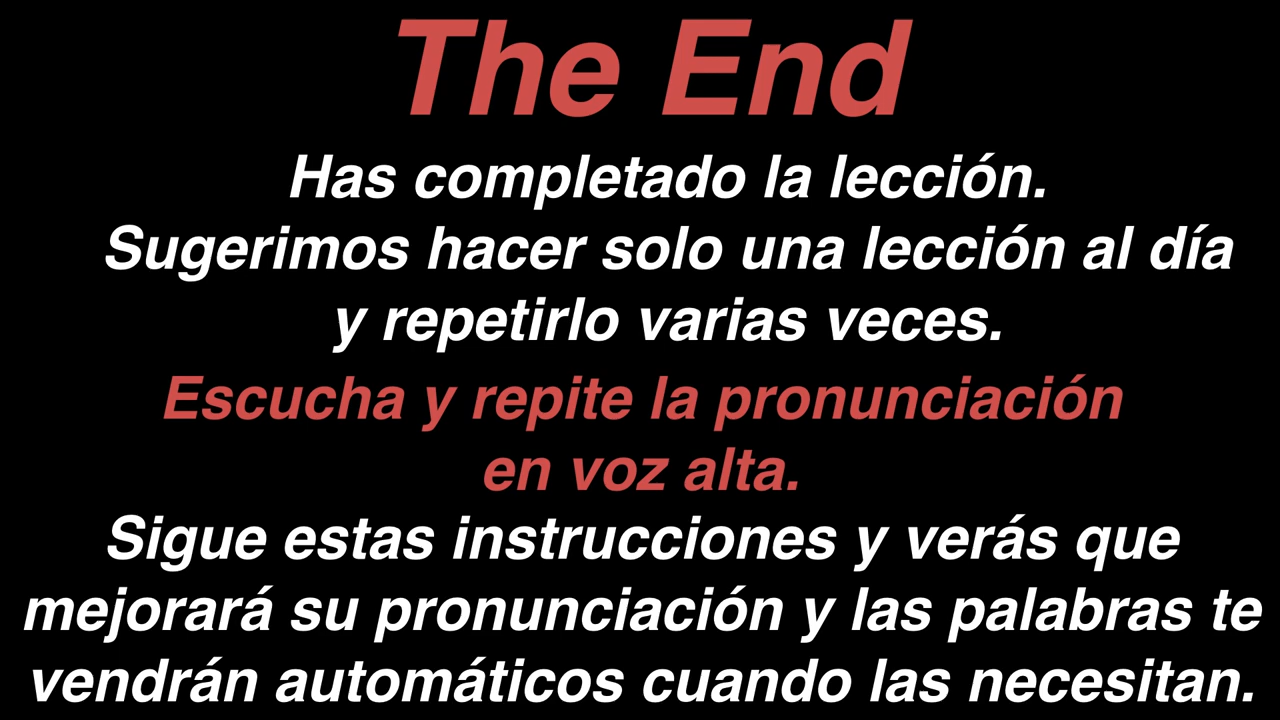 The End
Has completado la lección.
Sugerimos hacer solo una lección al día
y repetirlo varias veces.
Escucha y repite la pronunciación
en voz alta.
Sigue estas instrucciones y verás que
mejorará su pronunciación y las palabras te
vendrán automáticos cuando las necesitan.